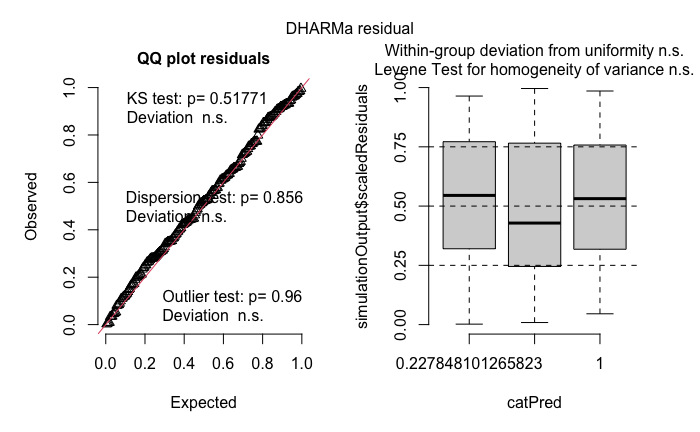 DHARMa residual
QQ plot residuals
KS test: p= 0.51771
Deviation n.s.
Dispersion test: p= 0.856
Deviation n.s.
Outlier test: p= 0.96
Deviation n.s.
Observed
0.0 0.2 0.4 0.6 0.8 1.0
0.0 0.2 0.4 0.6 0.8 1.0
Expected
Within-group deviation from uniformity n.s.
Levene Test for homogeneity of variance n.s.
simulationOutput$scaledResiduals
0.00 0.25 0.50 0.75 1.00
0.227848101265823 1
catPred